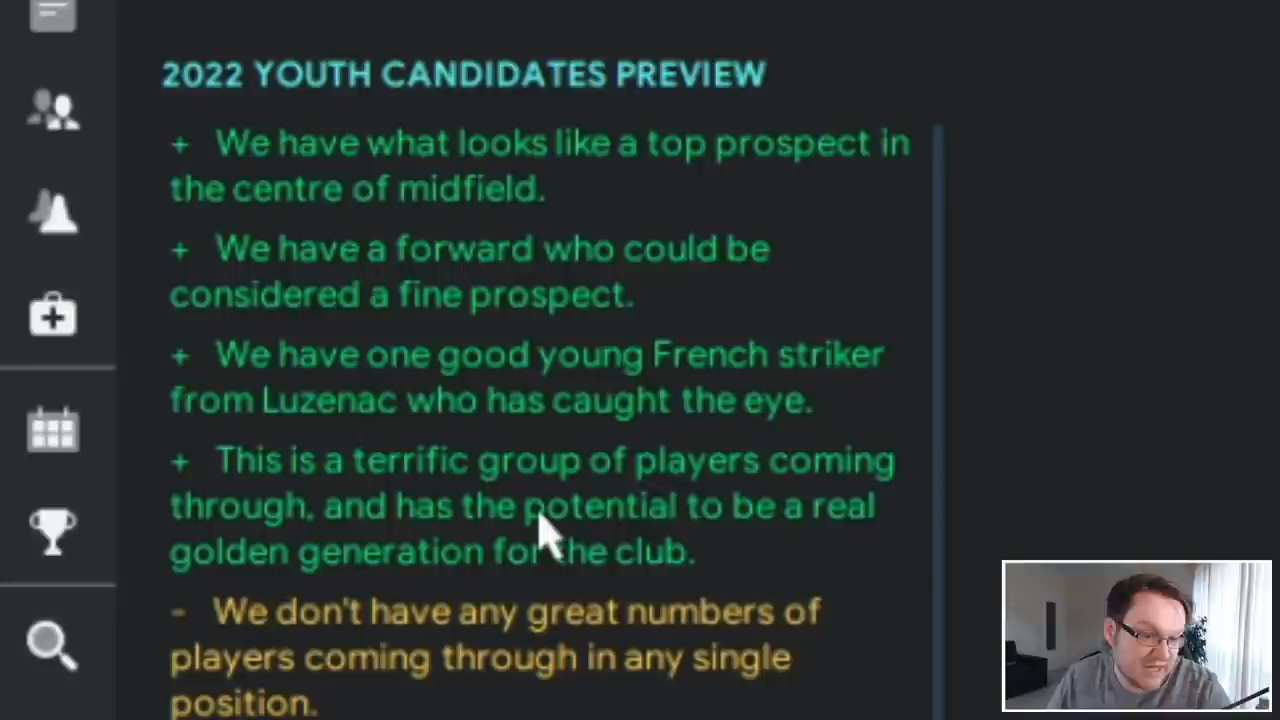 2022 YOUTH CANDIDATES PREVIEW
+ We have what looks like a top prospect in
the centre of midfield.
+ We have a forward who could be
considered a fine prospect.
+ We have one good young French striker
from Luzenac who has caught the eye.
+ This is a terrific group of players coming
through, and has the potential to be a real
golden generation for the club.
- We don't have any great numbers of
players coming through in any single
position.